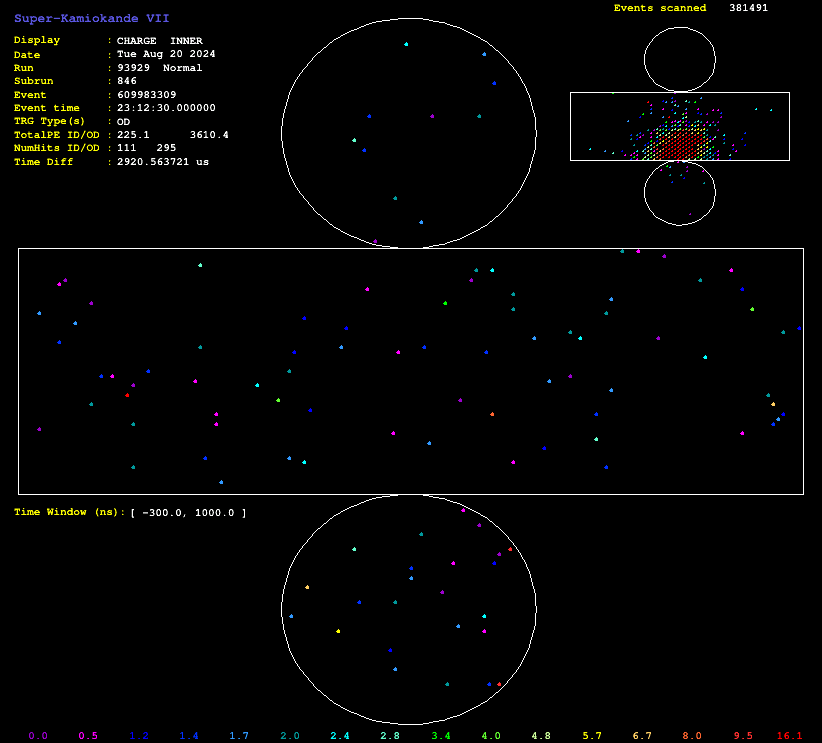 Super-Kamiokande VII
Events scanned 381491
Display : CHARGE INNER
Date : Tue Aug 20 2024
Run : 93929 Normal
Subrun : 846
Event : 609983309
Event time : 23:12:30.000000
TRG Type(s) : OD
TotalPE ID/OD : 225.1 3610.4
NumHits ID/OD : 111 295
Time Diff : 2920.563721 us
Time Window (ns): [ -300.0, 1000.0 ]
0.0 0.5 1.2 1.4 1.7 2.0 2.4 2.8 3.4 4.0 4.8 5.7 6.7 8.0 9.5 16.1